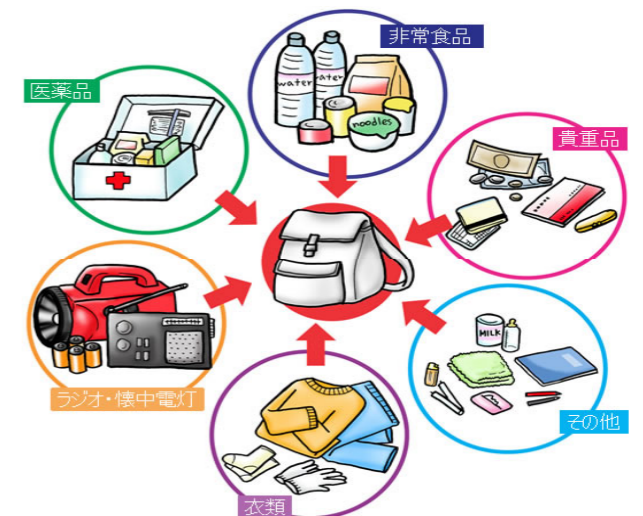 非常食品
water
water
noodles
医薬品
貴重品
ラジオ・懐中電灯
MILK
その他
衣類